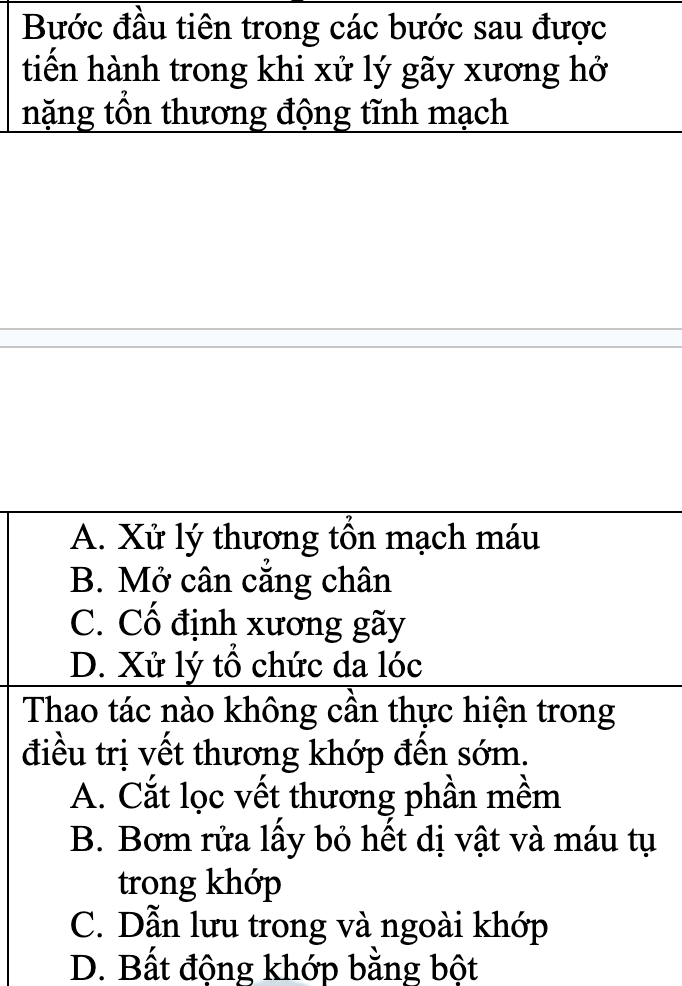 Bước đầu tiên trong các bước sau được
tiến hành trong khi xử lý gãy xương hở
nặng tổn thương động tĩnh mạch
A. Xử lý thương tổn mạch máu
B. Mở cân cẳng chân
C. Cố định xương gãy
D. Xử lý tổ chức da lóc
Thao tác nào không cần thực hiện trong
điều trị vết thương khớp đến sớm.
A. Cắt lọc vết thương phần mềm
B. Bơm rửa lấy bỏ hết dị vật và máu tụ
trong khớp
C. Dẫn lưu trong và ngoài khớp
D. Bất động khớp bằng bột